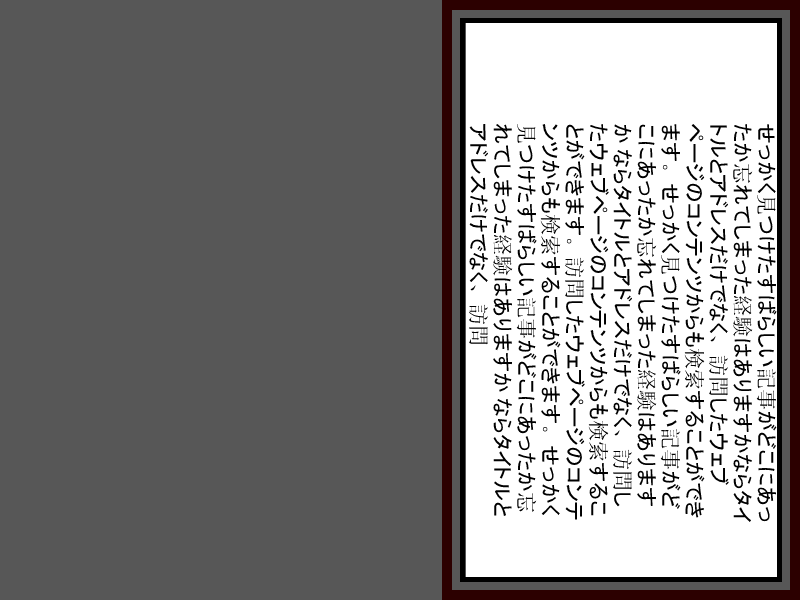 せっかく見つけたすばらしい記事がどこにあっ
たか忘れてしまった経験はありますかならタイ
トルとアドレスだけでなく、訪問したウェブ
ページのコンテンツからも検索することができ
ます。せっかく見つけたすばらしい記事がど
こにあったか忘れてしまった経験はあります
か ならタイトルとアドレスだけでなく、訪問し
たウェブページのコンテンツからも検索するこ
とができます。訪問したウェブページのコンテ
ンツからも検索することができます。せっかく
見つけたすばらしい記事がどこにあったか忘
れてしまった経験はありますか ならタイトルと
アドレスだけでなく、訪問